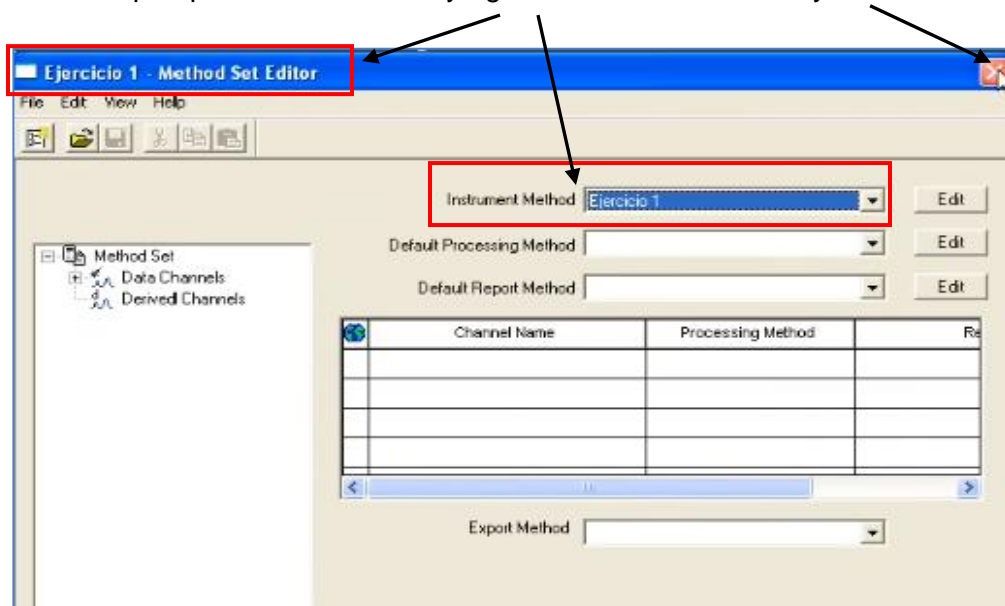 Ejercicio 1 - Method Set Editor
File Edit View Help
Instrument Method Ejercicio 1 Edit
Default Processing Method Edit
Method Set
Data Channels
Default Report Method Edit
Derived Channels
Channel Name Processing Method Re
Export Method